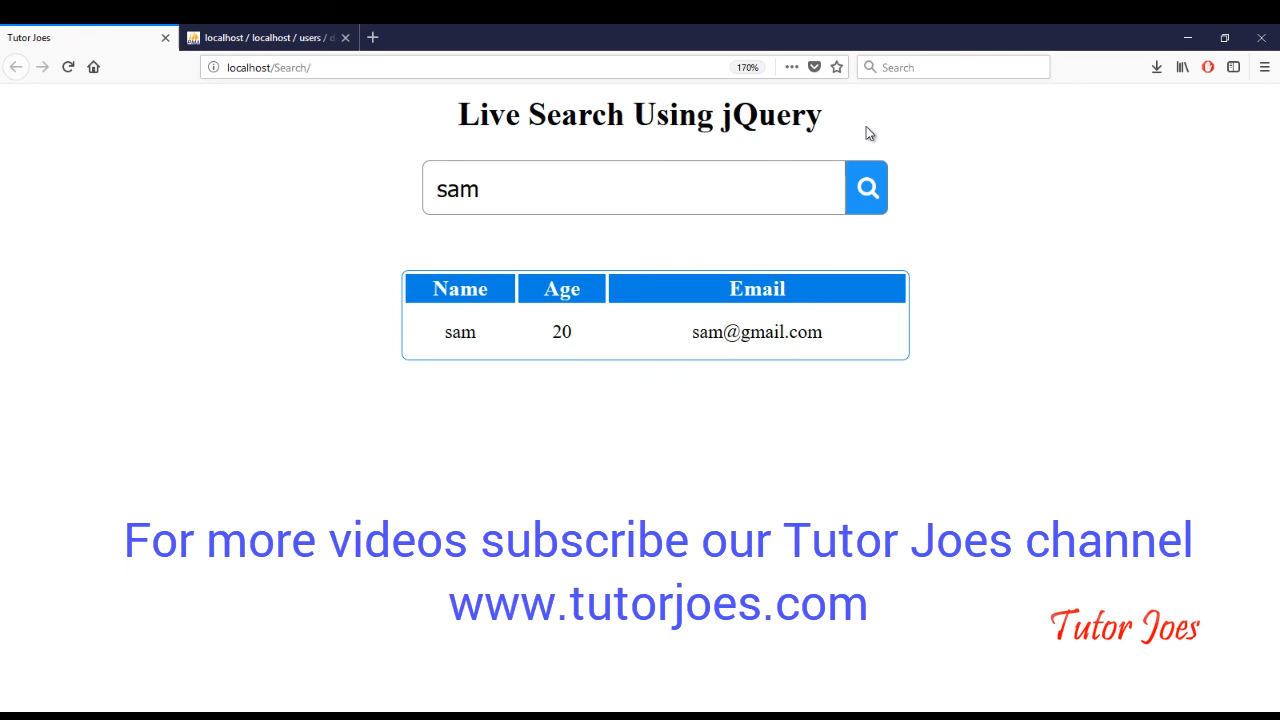 Tutor Joes
localhost / localhost / users / d
localhost/Search/
170%
Search
Live Search Using jQuery
sam
Name Age Email
sam 20 sam@gmail.com
For more videos subscribe our Tutor Joes channel
www.tutorjoes.com
Tutor Joes